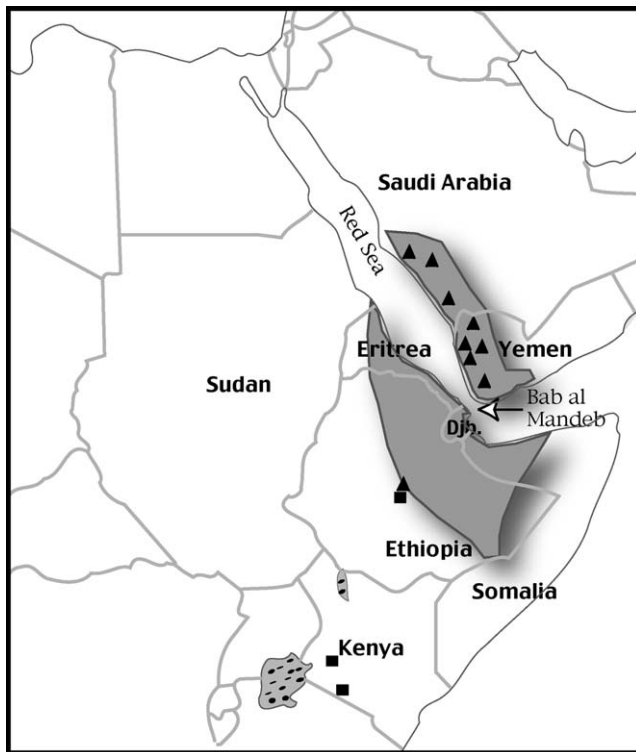 Saudi Arabia
Red Sea
Eritrea
Yemen
Sudan
Bab al
Mandeb
Djb.
Ethiopia
Somalia
Kenya